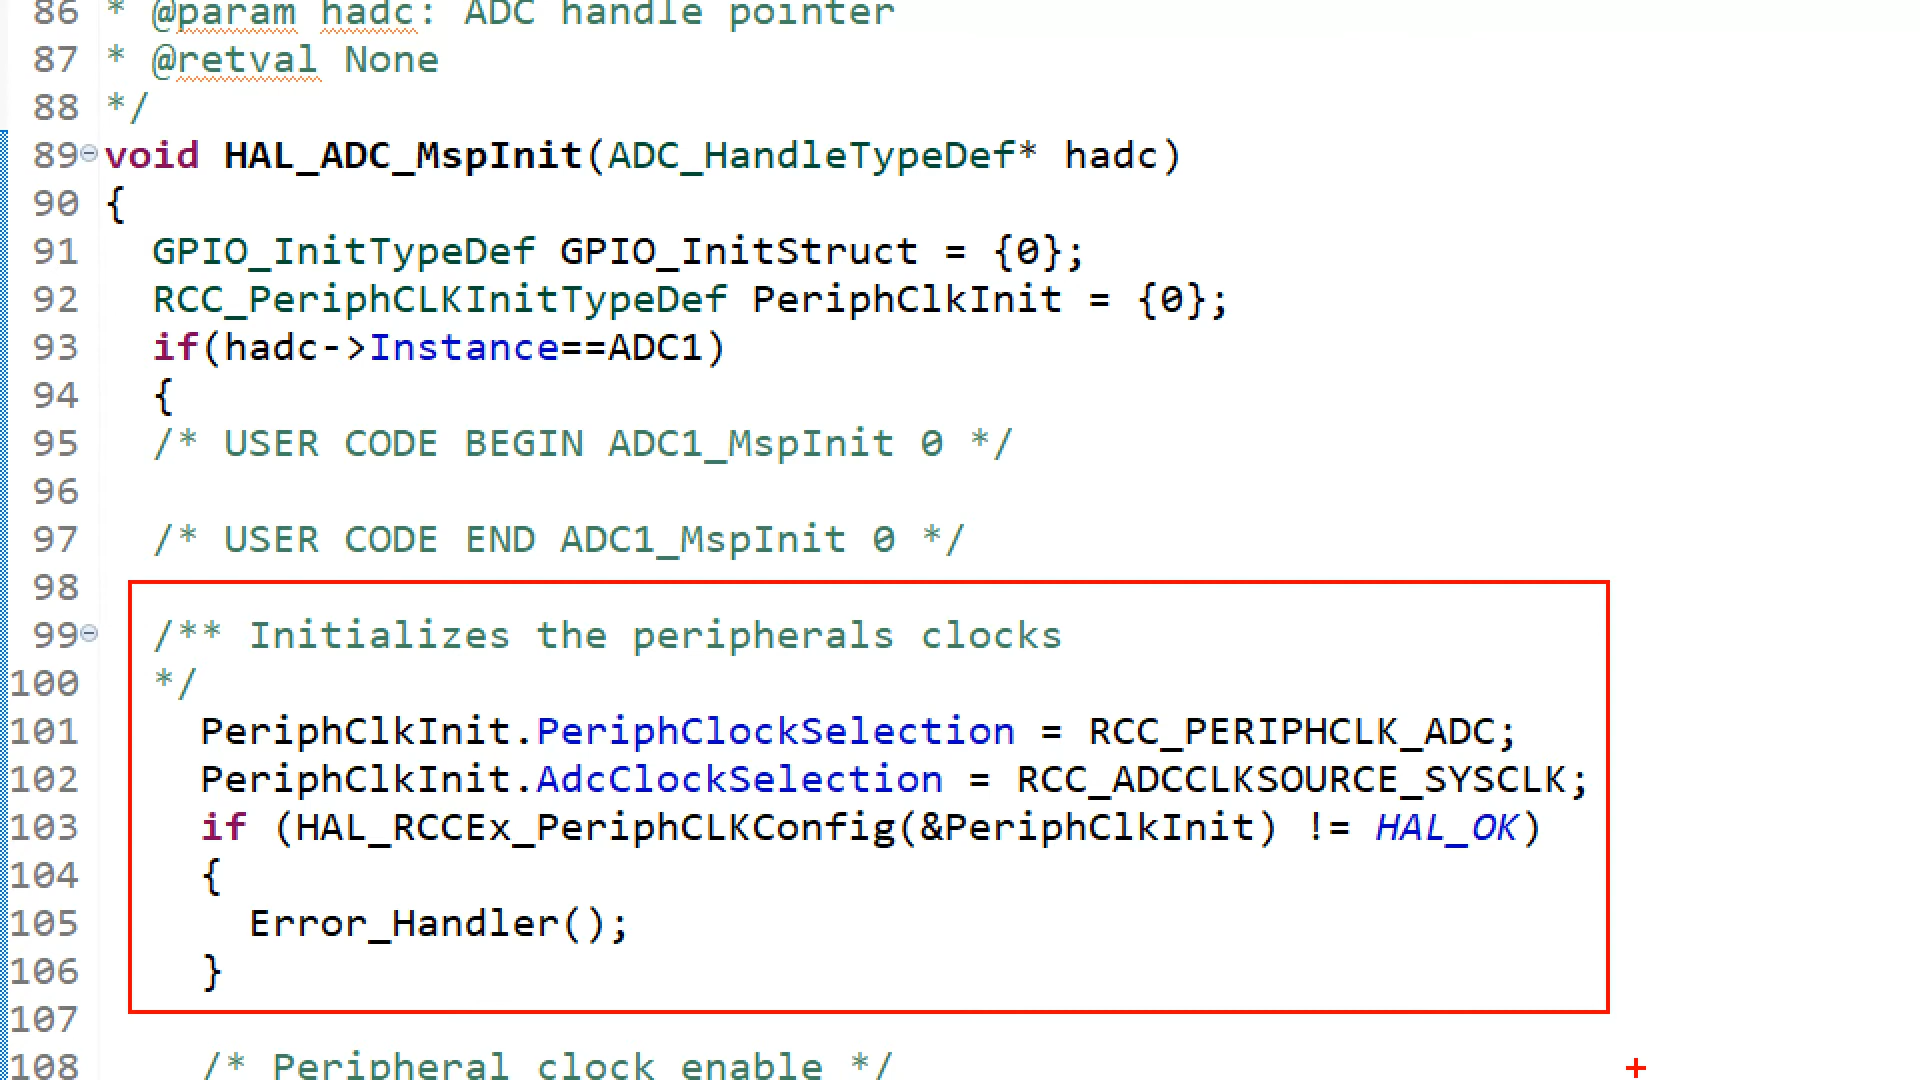 86 * @param hadc: ADC handle pointer
87 * @retval None
88 */
89 void HAL_ADC_MspInit(ADC_HandleTypeDef* hadc)
90 {
91 GPIO_InitTypeDef GPIO_InitStruct = {0};
92 RCC_PeriphCLKInitTypeDef PeriphClkInit = {0};
93 if(hadc->Instance==ADC1)
94 {
95 /* USER CODE BEGIN ADC1_MspInit 0 */
96
97 /* USER CODE END ADC1_MspInit 0 */
98
99 /** Initializes the peripherals clocks
100 */
101 PeriphClkInit.PeriphClockSelection = RCC_PERIPHCLK_ADC;
102 PeriphClkInit.AdcClockSelection = RCC_ADCCLKSOURCE_SYSCLK;
103 if (HAL_RCCEx_PeriphCLKConfig(&PeriphClkInit) != HAL_OK)
104 {
105 Error_Handler();
106 }
107
108 /* Peripheral clock enable */